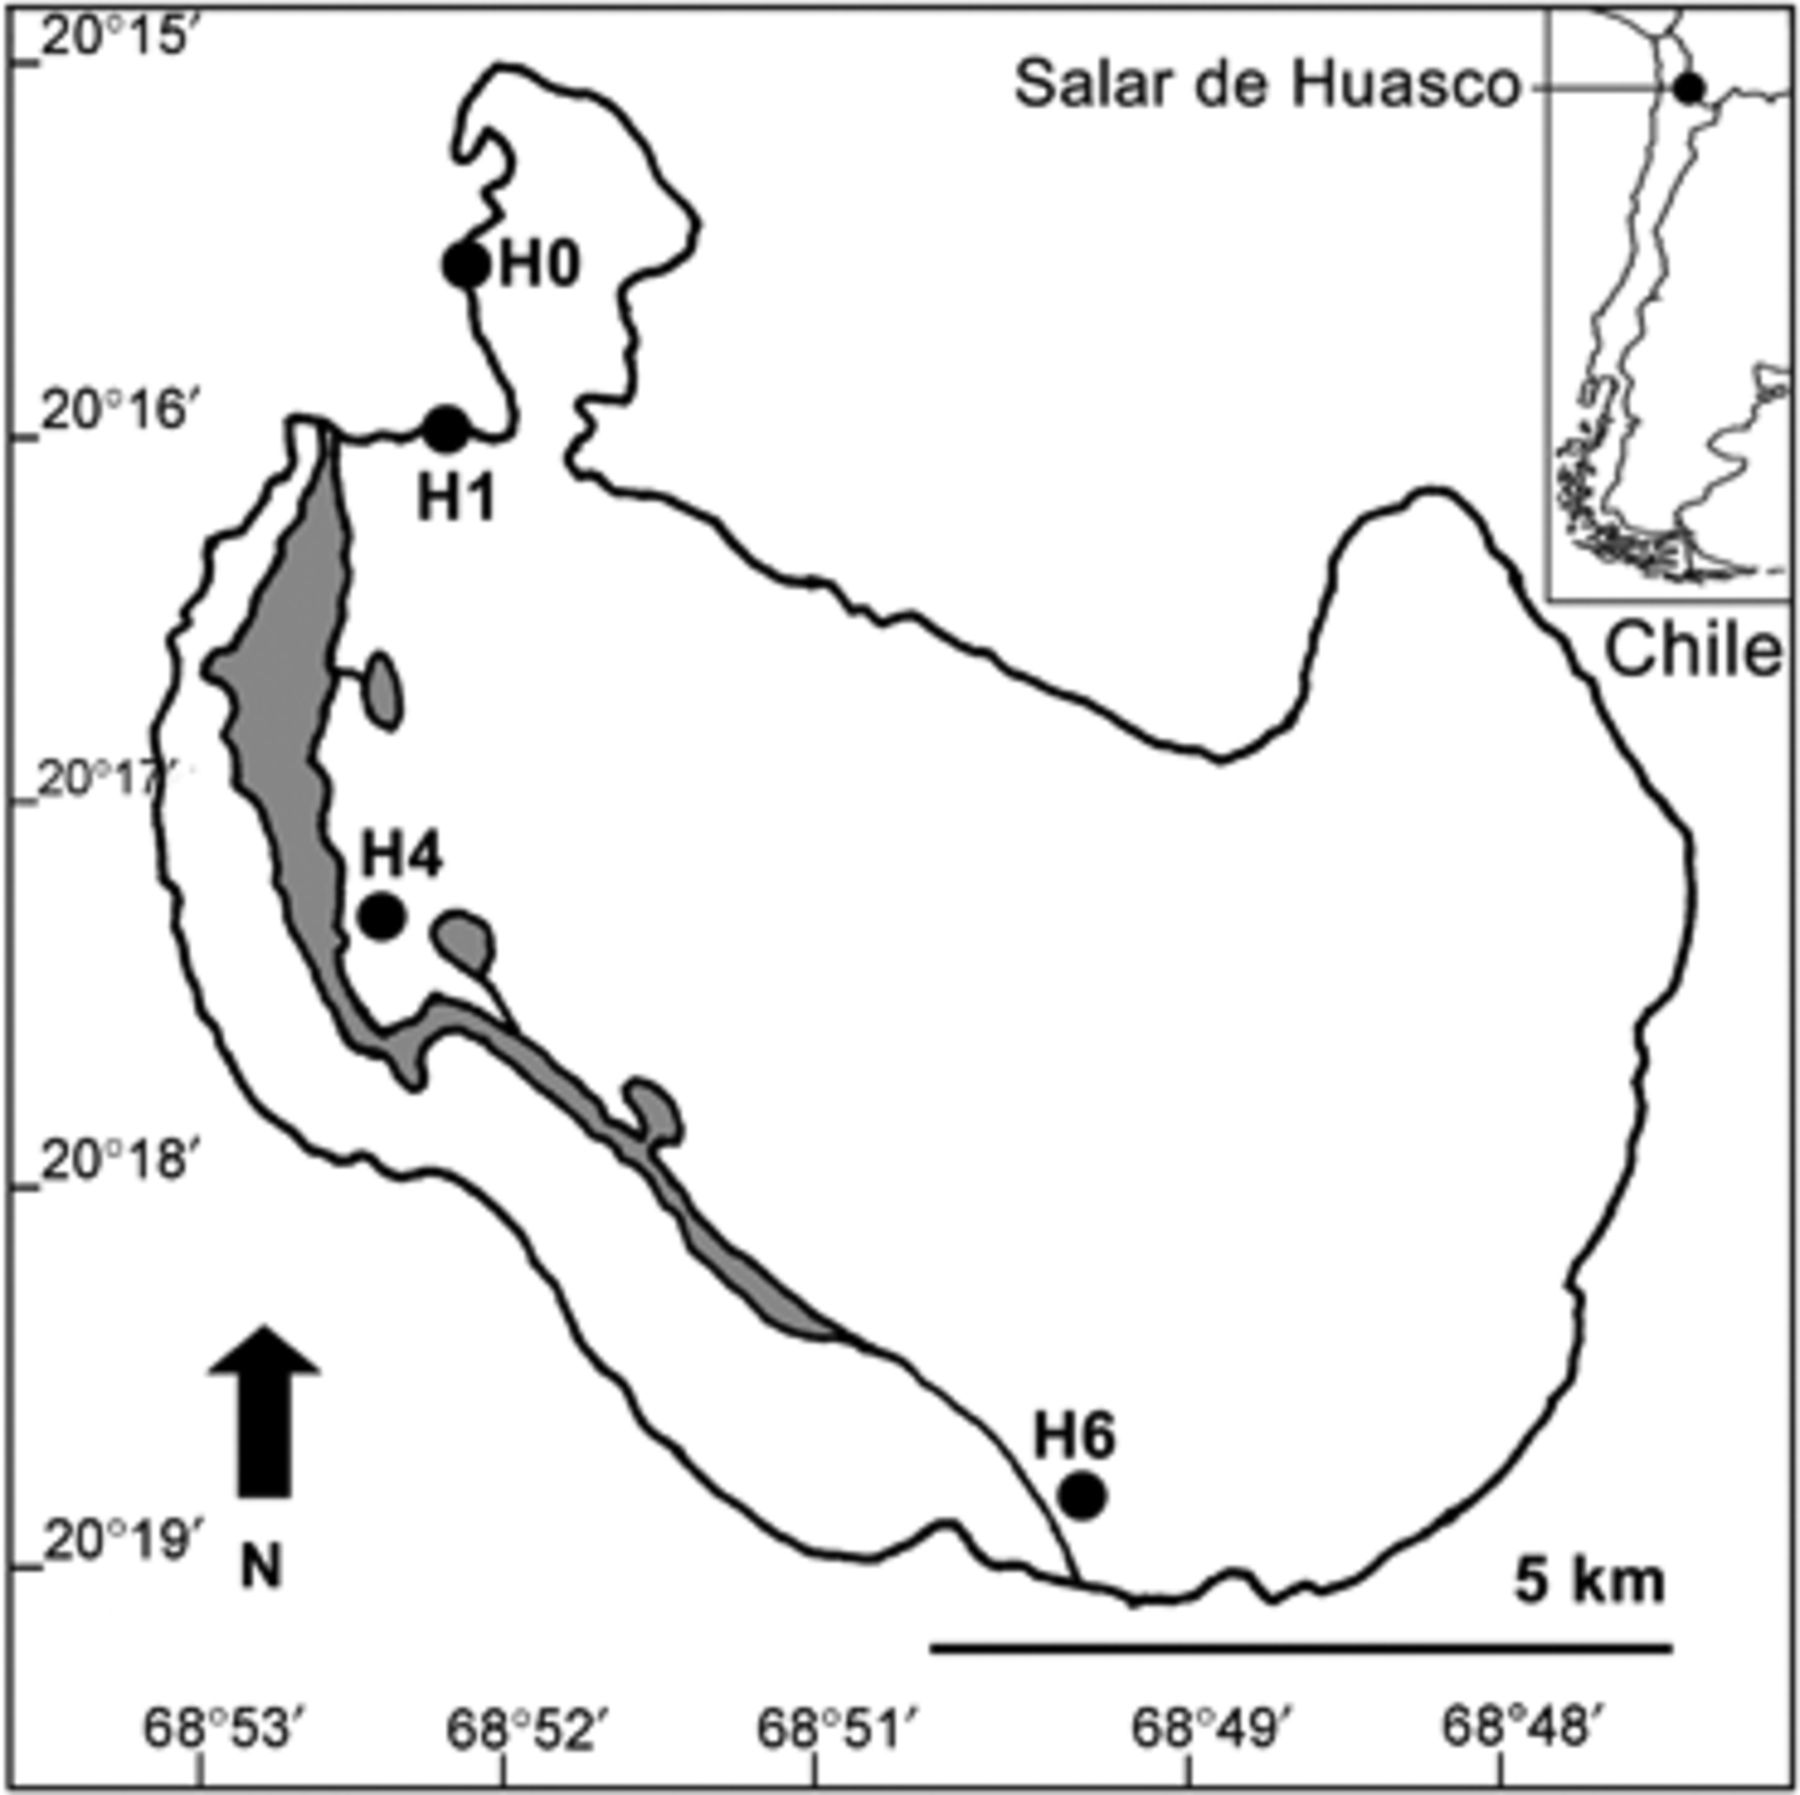 20°15′
Salar de Huasco
H0
20°16′
H1
Chile
20°17′
H4
20°18′
H6
20°19′
N
5 km
68°53′ 68°52′ 68°51′ 68°49′ 68°48′